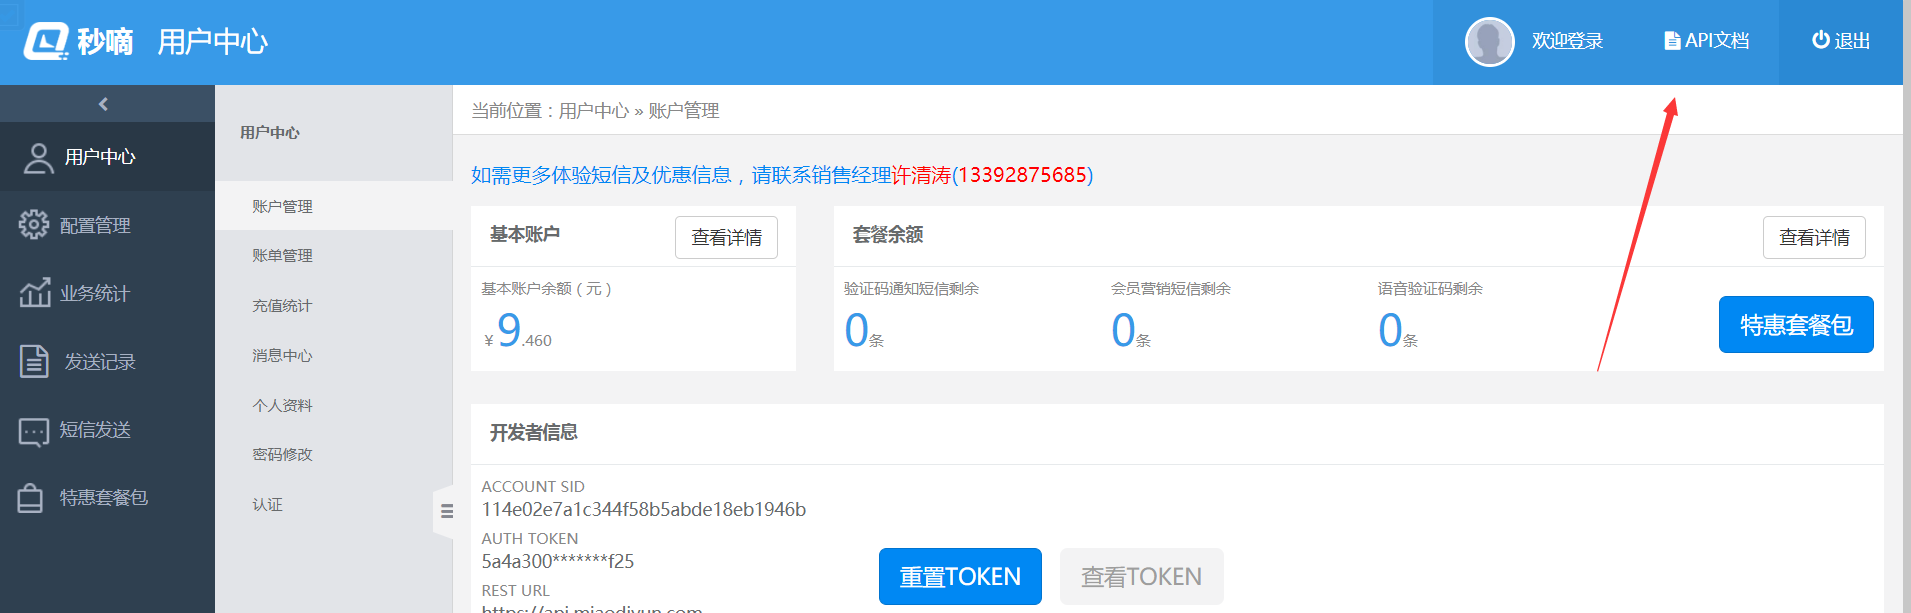 秒嘀 用户中心
欢迎登录
API文档
退出
用户中心
配置管理
业务统计
发送记录
短信发送
特惠套餐包
用户中心
账户管理
账单管理
充值统计
消息中心
个人资料
密码修改
认证
当前位置：用户中心 » 账户管理
如需更多体验短信及优惠信息，请联系销售经理许清涛(13392875685)
基本账户
查看详情
基本账户余额（元）
¥ 9.460
套餐余额
查看详情
验证码通知短信剩余
0条
会员营销短信剩余
0条
语音验证码剩余
0条
特惠套餐包
开发者信息
ACCOUNT SID
114e02e7a1c344f58b5abde18eb1946b
AUTH TOKEN
5a4a300*******f25
重置TOKEN
查看TOKEN
REST URL
https://api.miaodiyun.com